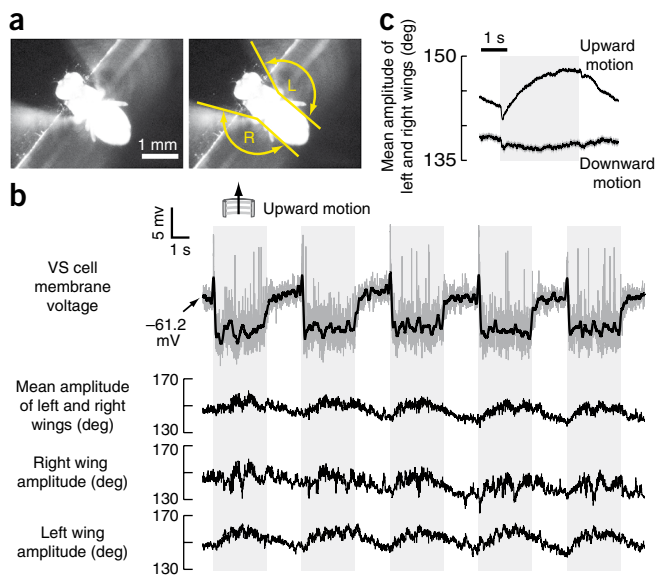 a
L
R
1 mm
c
1 s
150
135
Mean amplitude of
left and right wings (deg)
Upward
motion
Downward
motion
b
Upward motion
5 mv
1 s
VS cell
membrane
voltage
–61.2
mV
Mean amplitude
of left and right
wings (deg)
170
130
Right wing
amplitude (deg)
170
130
Left wing
amplitude (deg)
170
130